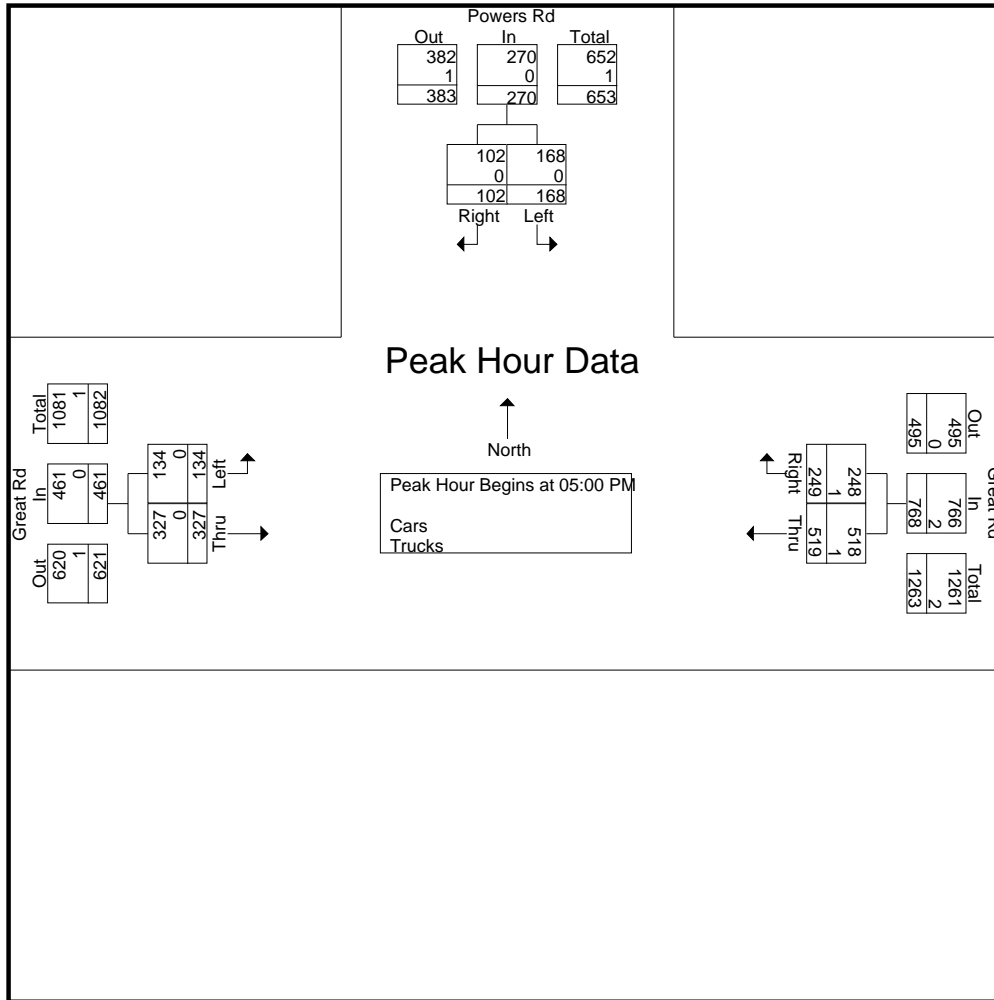 Powers Rd
Out In Total
382 270 652
1 0 1
383 270 653
102 168
0 0
102 168
Right Left
Peak Hour Data
North
Peak Hour Begins at 05:00 PM
Cars
Trucks
Great Rd
Total
1081 1 1082
In
461 0 461
Out
620 1 621
Left
134 0 134
Thru
327 0 327
Right
248 1 249
Thru
518 1 519
Great Rd
Out
495 0 495
In
766 2 768
Total
1261 2 1263